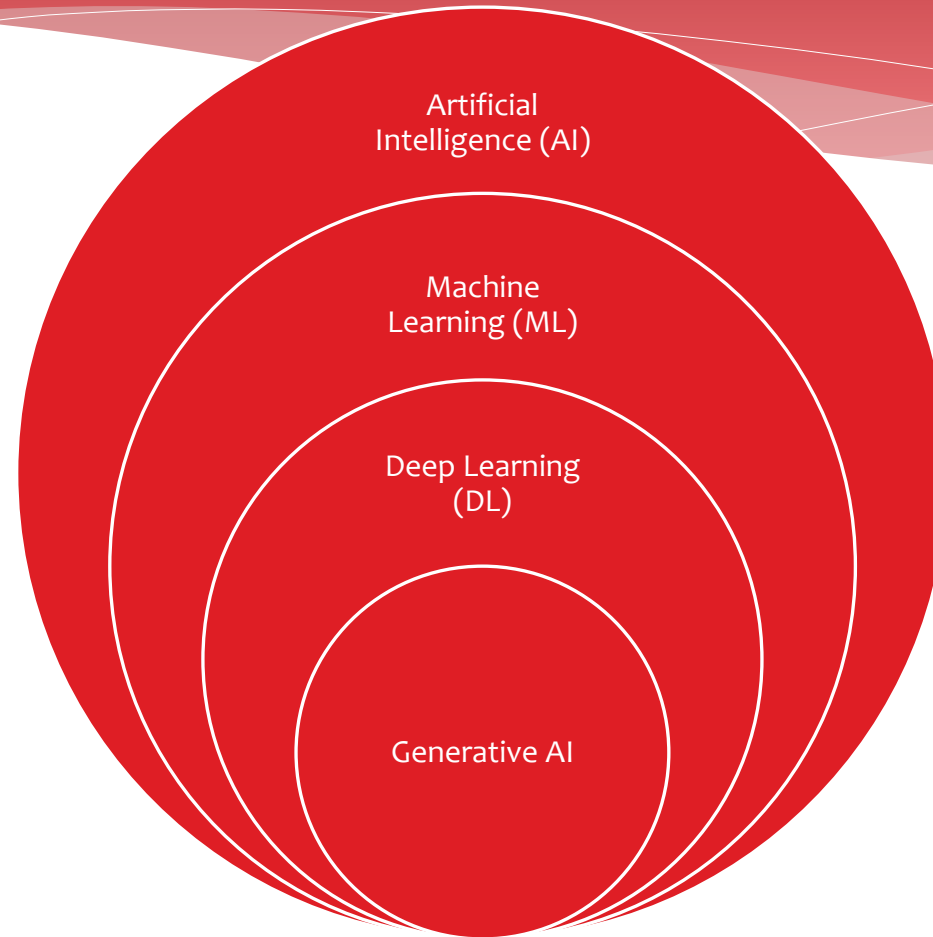 Artificial
Intelligence (AI)
Machine
Learning (ML)
Deep Learning
(DL)
Generative AI